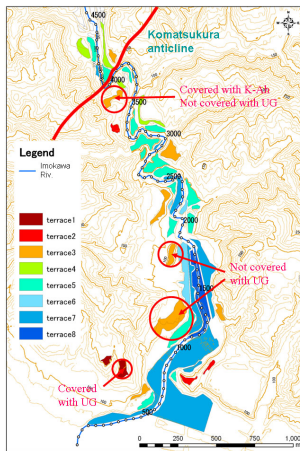 4500
Komatsukura
anticline
4000
Covered with K-Ah
Not covered with UG
3500
3000
Legend
Imokawa
Riv.
2500
2000
terrace1
terrace2
terrace3
terrace4
terrace5
terrace6
terrace7
terrace8
Not covered
with UG
1500
1000
Covered
with UG
500
0 250 500 1,000
m